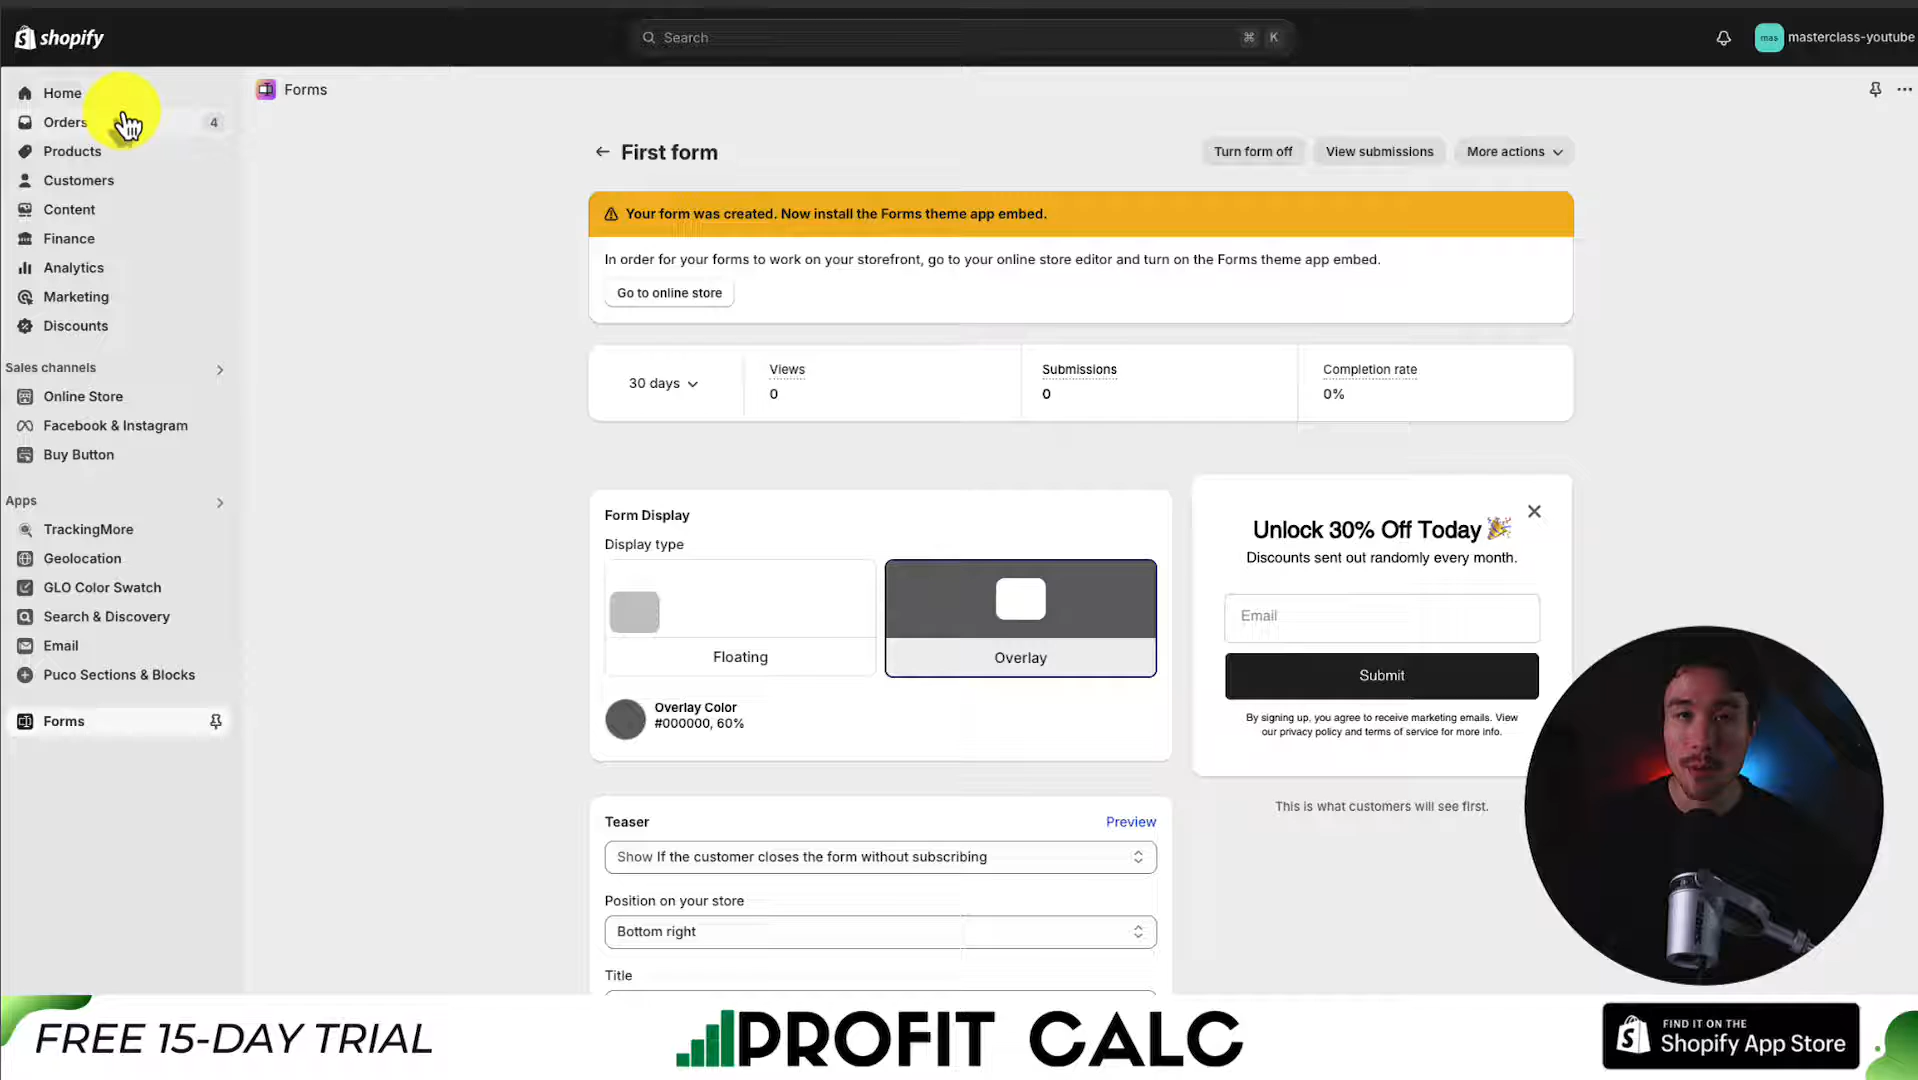 shopify
Search
⌘ K
mas
masterclass-youtube
Home
Orders
4
Products
Customers
Content
Finance
Analytics
Marketing
Discounts
Sales channels
Online Store
Facebook & Instagram
Buy Button
Apps
TrackingMore
Geolocation
GLO Color Swatch
Search & Discovery
Email
Puco Sections & Blocks
Forms
Forms
First form
Turn form off
View submissions
More actions
Your form was created. Now install the Forms theme app embed.
In order for your forms to work on your storefront, go to your online store editor and turn on the Forms theme app embed.
Go to online store
30 days
Views
0
Submissions
0
Completion rate
0%
Form Display
Display type
Floating
Overlay
Overlay Color
#000000, 60%
Unlock 30% Off Today 🎉
Discounts sent out randomly every month.
Email
Submit
By signing up, you agree to receive marketing emails. View
our privacy policy and terms of service for more info.
This is what customers will see first.
Teaser
Preview
Show If the customer closes the form without subscribing
Position on your store
Bottom right
Title
FREE 15-DAY TRIAL
PROFIT CALC
FIND IT ON THE
Shopify App Store